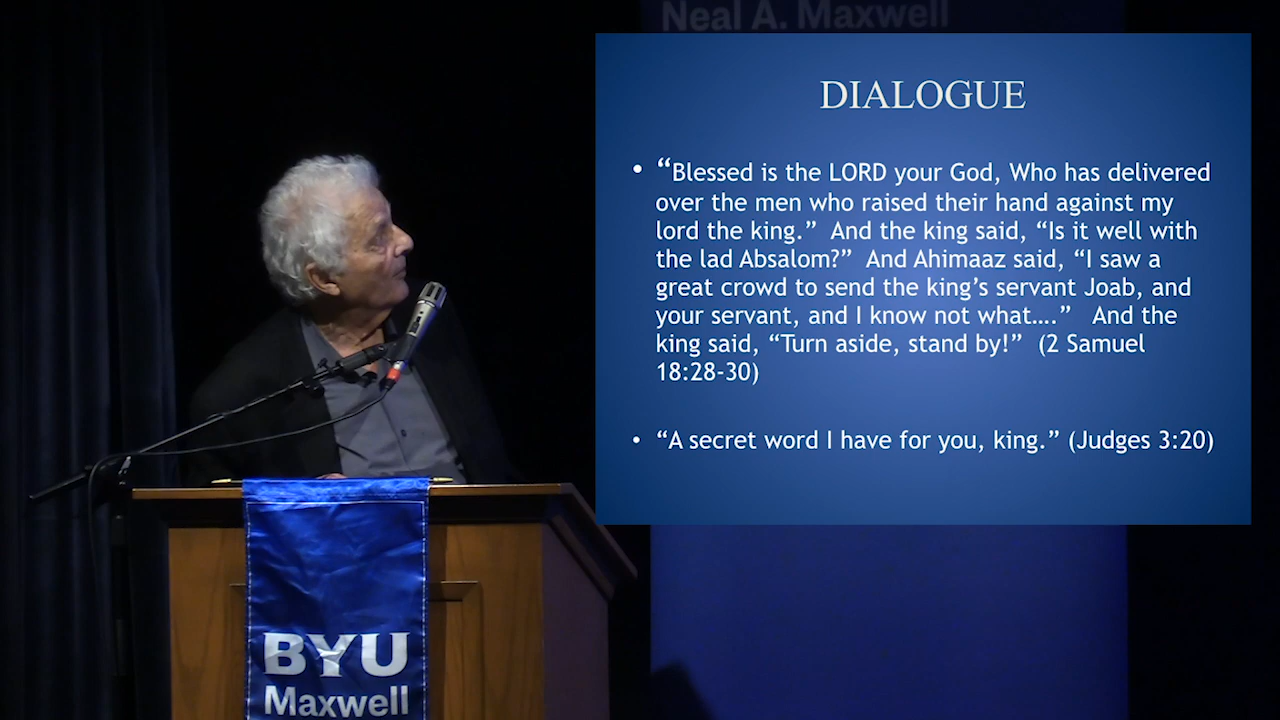 Neal A. Maxwell
DIALOGUE
• “Blessed is the LORD your God, Who has delivered
over the men who raised their hand against my
lord the king.”  And the king said, “Is it well with
the lad Absalom?”  And Ahimaaz said, “I saw a
great crowd to send the king’s servant Joab, and
your servant, and I know not what….”   And the
king said, “Turn aside, stand by!”  (2 Samuel
18:28-30)
• “A secret word I have for you, king.” (Judges 3:20)
BYU
Maxwell